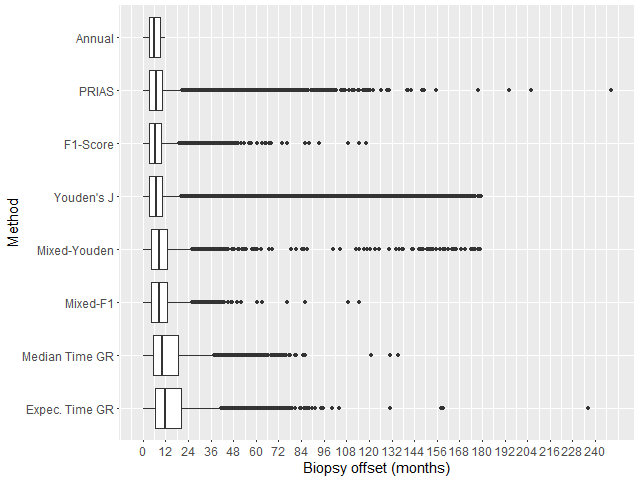 Method
Annual
PRIAS
F1-Score
Youden's J
Mixed-Youden
Mixed-F1
Median Time GR
Expec. Time GR
0 12 24 36 48 60 72 84 96 108 120 132 144 156 168 180 192 204 216 228 240
Biopsy offset (months)